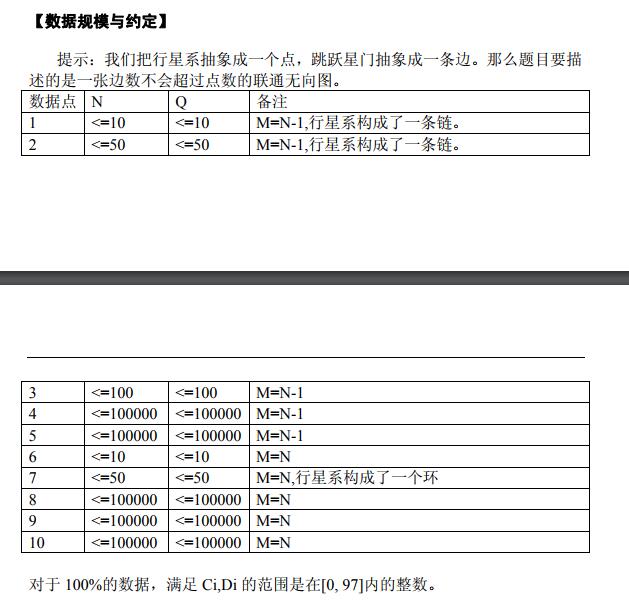 【数据规模与约定】
提示：我们把行星系抽象成一个点，跳跃星门抽象成一条边。那么题目要描
述的是一张边数不会超过点数的联通无向图。
数据点 N Q 备注
1 <=10 <=10 M=N-1,行星系构成了一条链。
2 <=50 <=50 M=N-1,行星系构成了一条链。
3 <=100 <=100 M=N-1
4 <=100000 <=100000 M=N-1
5 <=100000 <=100000 M=N-1
6 <=10 <=10 M=N
7 <=50 <=50 M=N,行星系构成了一个环
8 <=100000 <=100000 M=N
9 <=100000 <=100000 M=N
10 <=100000 <=100000 M=N
对于 100%的数据，满足 Ci,Di 的范围是在[0, 97]内的整数。